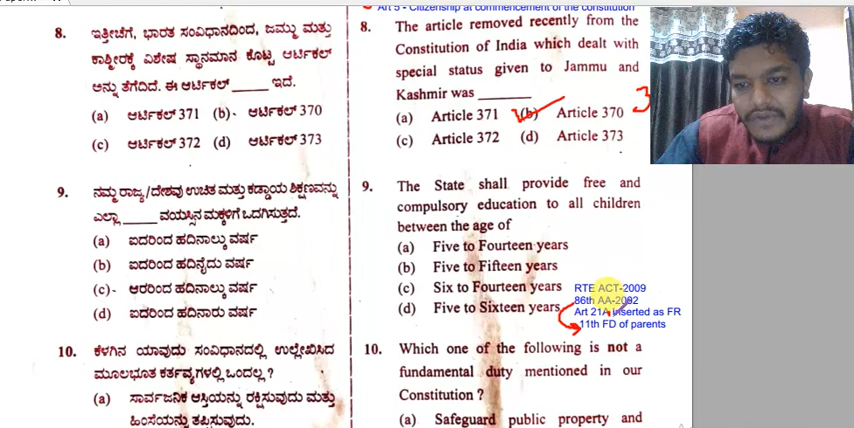 Art 5 - Citizenship at commencement of the constitution
8. ಇತ್ತೀಚೆಗೆ, ಭಾರತ ಸಂವಿಧಾನದಿಂದ, ಜಮ್ಮು ಮತ್ತು
ಕಾಶ್ಮೀರಕ್ಕೆ ವಿಶೇಷ ಸ್ಥಾನಮಾನ ಕೊಟ್ಟ ಆರ್ಟಿಕಲ್
ಅನ್ನು ತೆಗೆದಿದೆ. ಈ ಆರ್ಟಿಕಲ್ ______ ಇದೆ.
(a) ಆರ್ಟಿಕಲ್ 371 (b) ಆರ್ಟಿಕಲ್ 370
(c) ಆರ್ಟಿಕಲ್ 372 (d) ಆರ್ಟಿಕಲ್ 373
9. ನಮ್ಮ ರಾಜ್ಯ/ದೇಶವು ಉಚಿತ ಮತ್ತು ಕಡ್ಡಾಯ ಶಿಕ್ಷಣವನ್ನು
ಎಲ್ಲಾ ______ ವಯಸ್ಸಿನ ಮಕ್ಕಳಿಗೆ ಒದಗಿಸುತ್ತದೆ.
(a) ಐದರಿಂದ ಹದಿನಾಲ್ಕು ವರ್ಷ
(b) ಐದರಿಂದ ಹದಿನೈದು ವರ್ಷ
(c) ಆರರಿಂದ ಹದಿನಾಲ್ಕು ವರ್ಷ
(d) ಐದರಿಂದ ಹದಿನಾರು ವರ್ಷ
10. ಕೆಳಗಿನ ಯಾವುದು ಸಂವಿಧಾನದಲ್ಲಿ ಉಲ್ಲೇಖಿಸಿದ
ಮೂಲಭೂತ ಕರ್ತವ್ಯಗಳಲ್ಲಿ ಒಂದಲ್ಲ ?
(a) ಸಾರ್ವಜನಿಕ ಆಸ್ತಿಯನ್ನು ರಕ್ಷಿಸುವುದು ಮತ್ತು
ಹಿಂಸೆಯನ್ನು ತಪ್ಪಿಸುವುದು.
8. The article removed recently from the
Constitution of India which dealt with
special status given to Jammu and
Kashmir was ______
(a) Article 371 (b) Article 370
(c) Article 372 (d) Article 373
3
9. The State shall provide free and
compulsory education to all children
between the age of
(a) Five to Fourteen years
(b) Five to Fifteen years
(c) Six to Fourteen years
(d) Five to Sixteen years
RTE ACT-2009
86th AA-2002
Art 21A inserted as FR
11th FD of parents
10. Which one of the following is not a
fundamental duty mentioned in our
Constitution ?
(a) Safeguard public property and